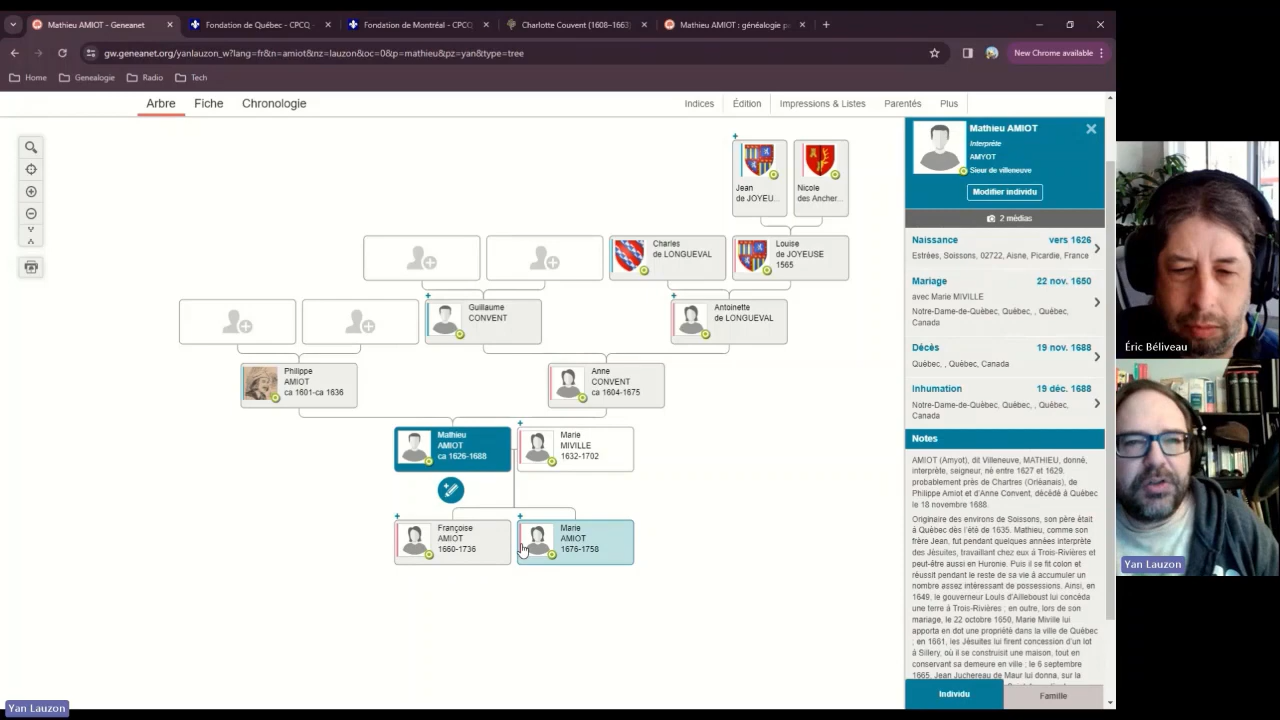 Mathieu AMIOT - Geneanet
Fondation de Québec - CPCQ -
Fondation de Montréal - CPCQ
Charlotte Couvent (1608–1663)
Mathieu AMIOT : généalogie p
gw.geneanet.org/yanlauzon_w?lang=fr&n=amiot&nz=lauzon&oc=0&p=mathieu&pz=yan&type=tree
New Chrome available
Home
Genealogie
Radio
Tech
Arbre
Fiche
Chronologie
Indices
Édition
Impressions & Listes
Parentés
Plus
Jean
de JOYEU...
Nicole
des Ancher...
Charles
de LONGUEVAL
Louise
de JOYEUSE
1565
Guillaume
CONVENT
Antoinette
de LONGUEVAL
Philippe
AMIOT
ca 1601-ca 1636
Anne
CONVENT
ca 1604-1675
Mathieu
AMIOT
ca 1626-1688
Marie
MIVILLE
1632-1702
Françoise
AMIOT
1660-1736
Marie
AMIOT
1676-1758
Mathieu AMIOT
Interprète
AMYOT
Sieur de villeneuve
Modifier individu
2 médias
Naissance vers 1626
Estrées, Soissons, 02722, Aisne, Picardie, France
Mariage 22 nov. 1650
avec Marie MIVILLE
Notre-Dame-de-Québec, Québec, , Québec,
Canada
Décès 19 nov. 1688
Québec, , Québec, Canada
Inhumation 19 déc. 1688
Notre-Dame-de-Québec, Québec, , Québec,
Canada
Notes
AMIOT (Amyot), dit Villeneuve, MATHIEU, donné,
interprète, seigneur, né entre 1627 et 1629.
probablement près de Chartres (Orléanais), de
Philippe Amiot et d'Anne Convent, décédé à Québec
le 18 novembre 1688.
Originaire des environs de Soissons, son père était
à Québec dès l'été de 1635. Mathieu, comme son
frère Jean, fut pendant quelques années interprète
des Jésuites, travaillant chez eux à Trois-Rivières et
peut-être aussi en Huronie. Puis il se fit colon et
réussit pendant le reste de sa vie à accumuler un
nombre assez intéressant de possessions. Ainsi, en
1649, le gouverneur Louis d'Ailleboust lui concéda
une terre à Trois-Rivières ; en outre, lors de son
mariage, le 22 octobre 1650, Marie Miville lui
apporta en dot une propriété dans la ville de Québec
; en 1661, les Jésuites lui firent concession d'un lot
à Sillery, où il se construisit une maison, tout en
conservant sa demeure en ville ; le 6 septembre
1665, Jean Juchereau de Maur lui donna, sur la
Individu
Famille
Éric Béliveau
Yan Lauzon
Yan Lauzon